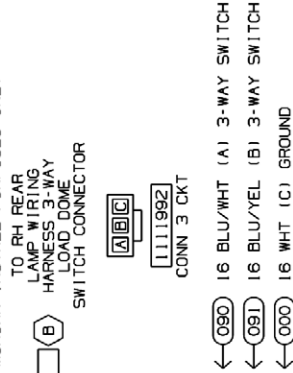 TO RH REAR
LAMP WIRING
HARNESS 3-WAY
LOAD DOME
SWITCH CONNECTOR
B
A B C
1111992
CONN 3 CKT
090 16 BLU/WHT (A) 3-WAY SWITCH
091 16 BLU/YEL (B) 3-WAY SWITCH
000 16 WHT (C) GROUND